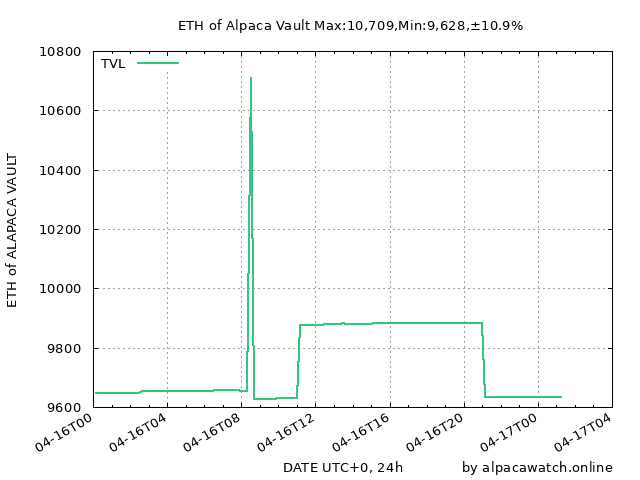 ETH of Alpaca Vault Max:10,709,Min:9,628,±10.9%
TVL
10800
10600
10400
10200
10000
9800
9600
ETH of ALAPACA VAULT
04-16T00
04-16T04
04-16T08
04-16T12
04-16T16
04-16T20
04-17T00
04-17T04
DATE UTC+0, 24h
by alpacawatch.online